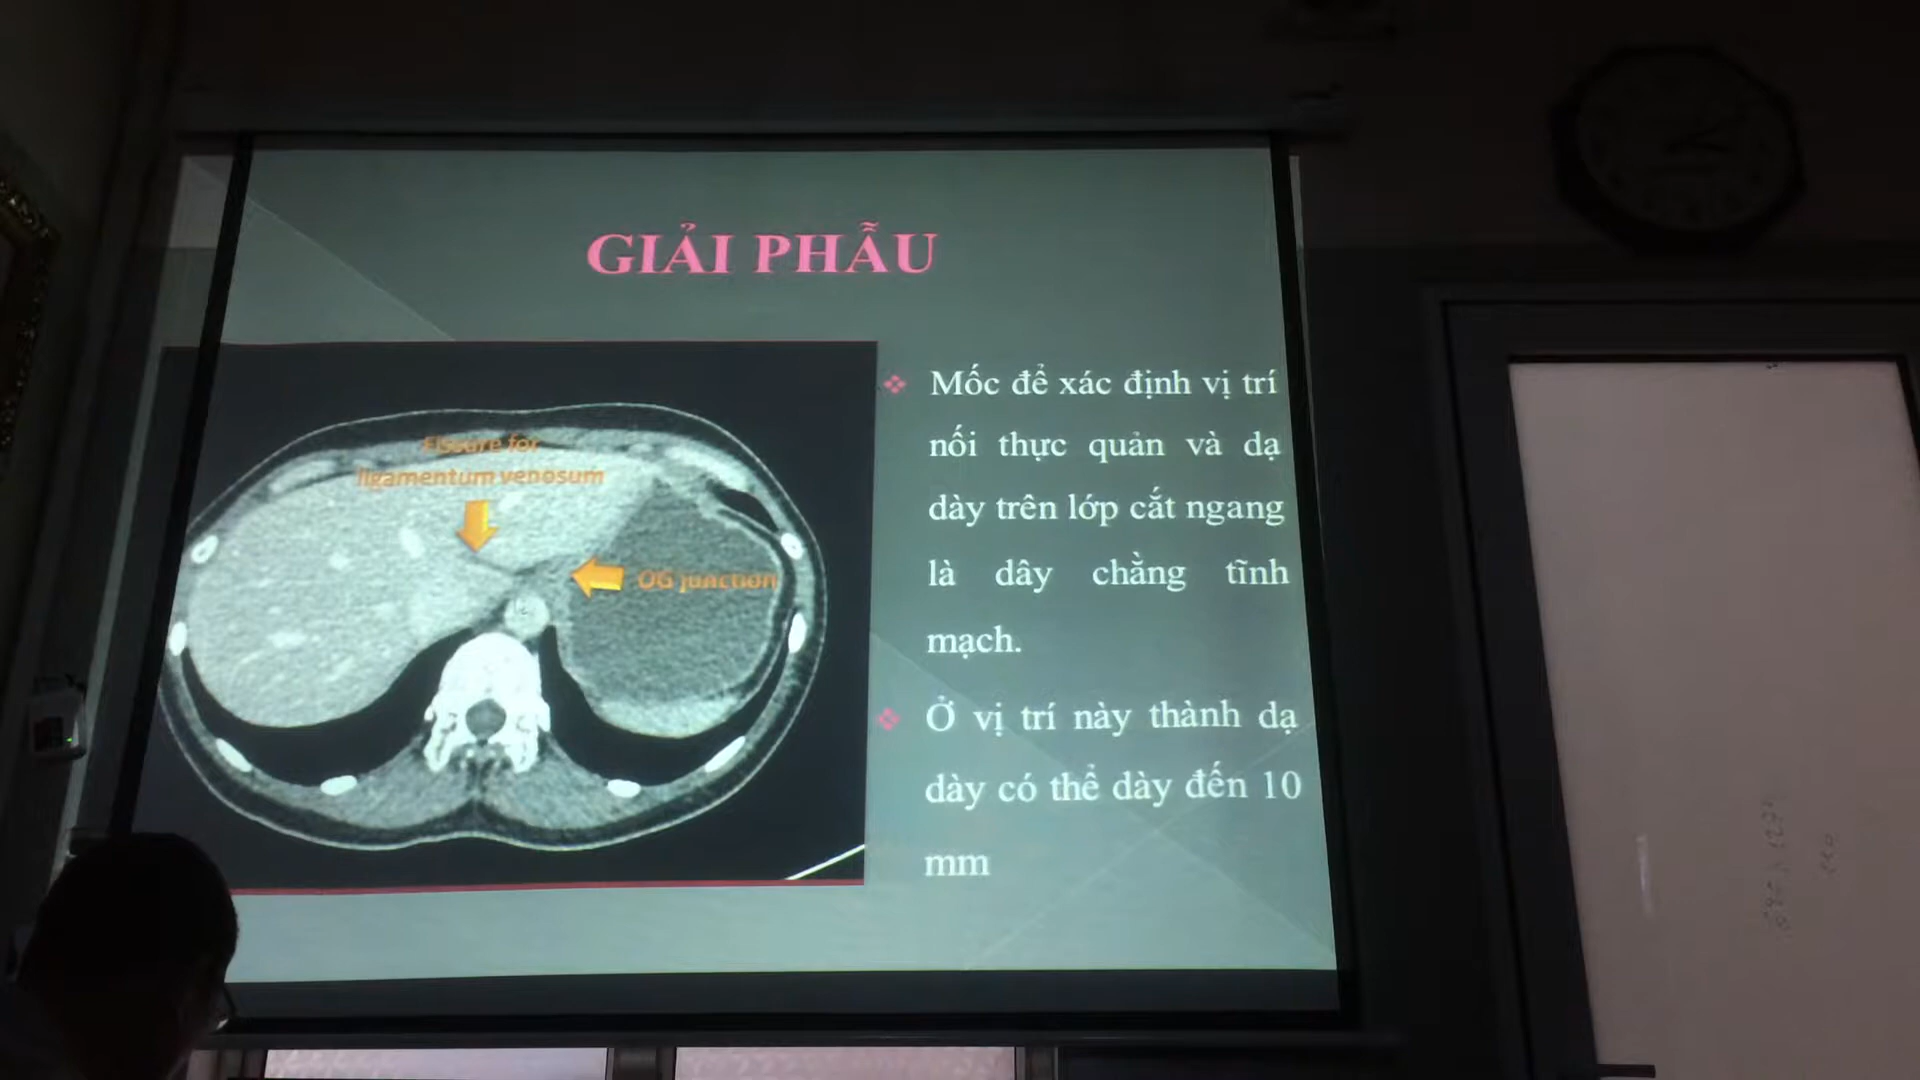 GIẢI PHẪU
Fissure for
ligamentum venosum
OG junction
Mốc để xác định vị trí
nối thực quản và dạ
dày trên lớp cắt ngang
là dây chằng tĩnh
mạch.
Ở vị trí này thành dạ
dày có thể dày đến 10
mm